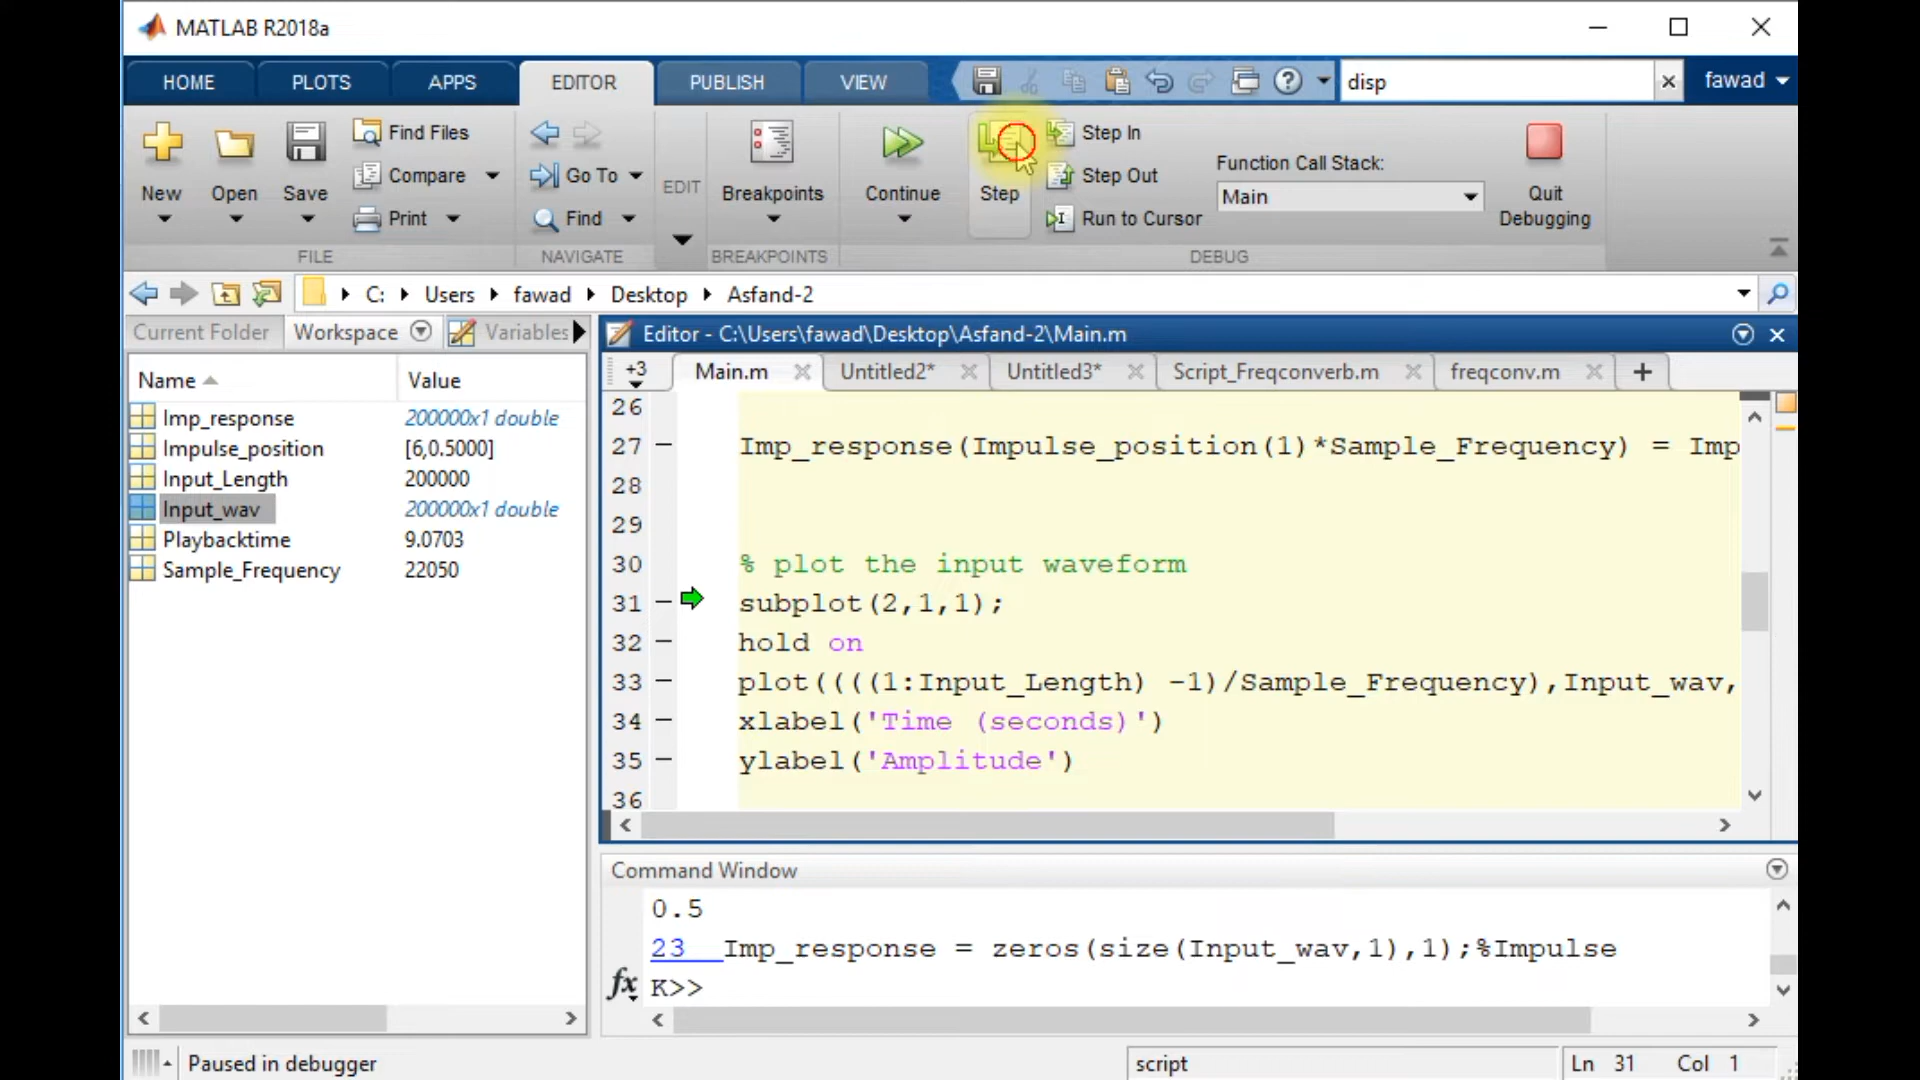 MATLAB R2018a
HOME PLOTS APPS EDITOR PUBLISH VIEW disp fawad
New Open Save Find Files Compare Print
Go To Find
EDIT
Breakpoints
Continue
Step
Step In
Step Out
Run to Cursor
Function Call Stack:
Main
Quit Debugging
FILE NAVIGATE BREAKPOINTS DEBUG
C: Users fawad Desktop Asfand-2
Current Folder Workspace Variables
Name Value
Imp_response 200000x1 double
Impulse_position [6,0.5000]
Input_Length 200000
Input_wav 200000x1 double
Playbacktime 9.0703
Sample_Frequency 22050
Editor - C:\Users\fawad\Desktop\Asfand-2\Main.m
+3 Main.m Untitled2* Untitled3* Script_Freqconverb.m freqconv.m +
26
27 — Imp_response(Impulse_position(1)*Sample_Frequency) = Imp
28
29
30 % plot the input waveform
31 — subplot(2,1,1);
32 — hold on
33 — plot((((1:Input_Length) -1)/Sample_Frequency),Input_wav,
34 — xlabel('Time (seconds)')
35 — ylabel('Amplitude')
36
Command Window
0.5
23 Imp_response = zeros(size(Input_wav,1),1);%Impulse
fx K>>
Paused in debugger script Ln 31 Col 1